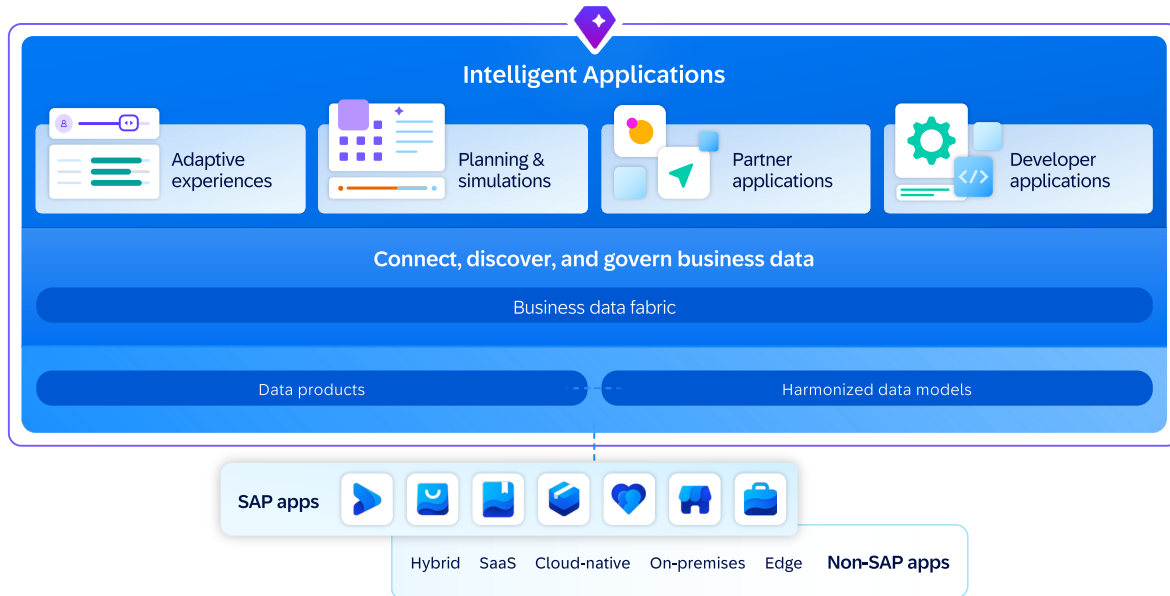 Intelligent Applications
Adaptive
experiences
Planning &
simulations
Partner
applications
Developer
applications
</>
Connect, discover, and govern business data
Business data fabric
Data products
Harmonized data models
SAP apps
Hybrid SaaS Cloud-native On-premises Edge Non-SAP apps